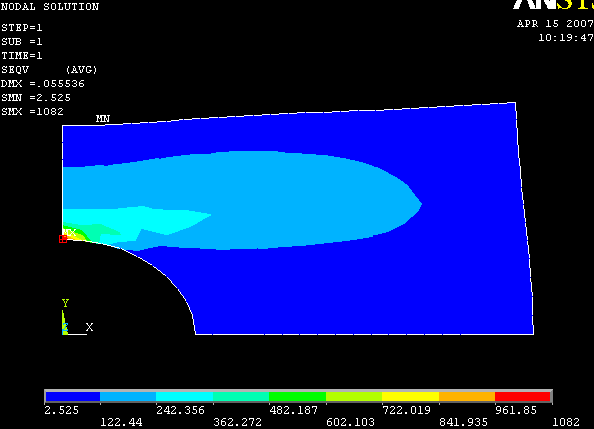 NODAL SOLUTION
ANSYS
STEP=1
SUB =1
TIME=1
SEQV (AVG)
DMX =.055536
SMN =2.525
SMX =1082
APR 15 2007
10:19:47
MN
Y
X
2.525 242.356 482.187 722.019 961.85
122.44 362.272 602.103 841.935 1082